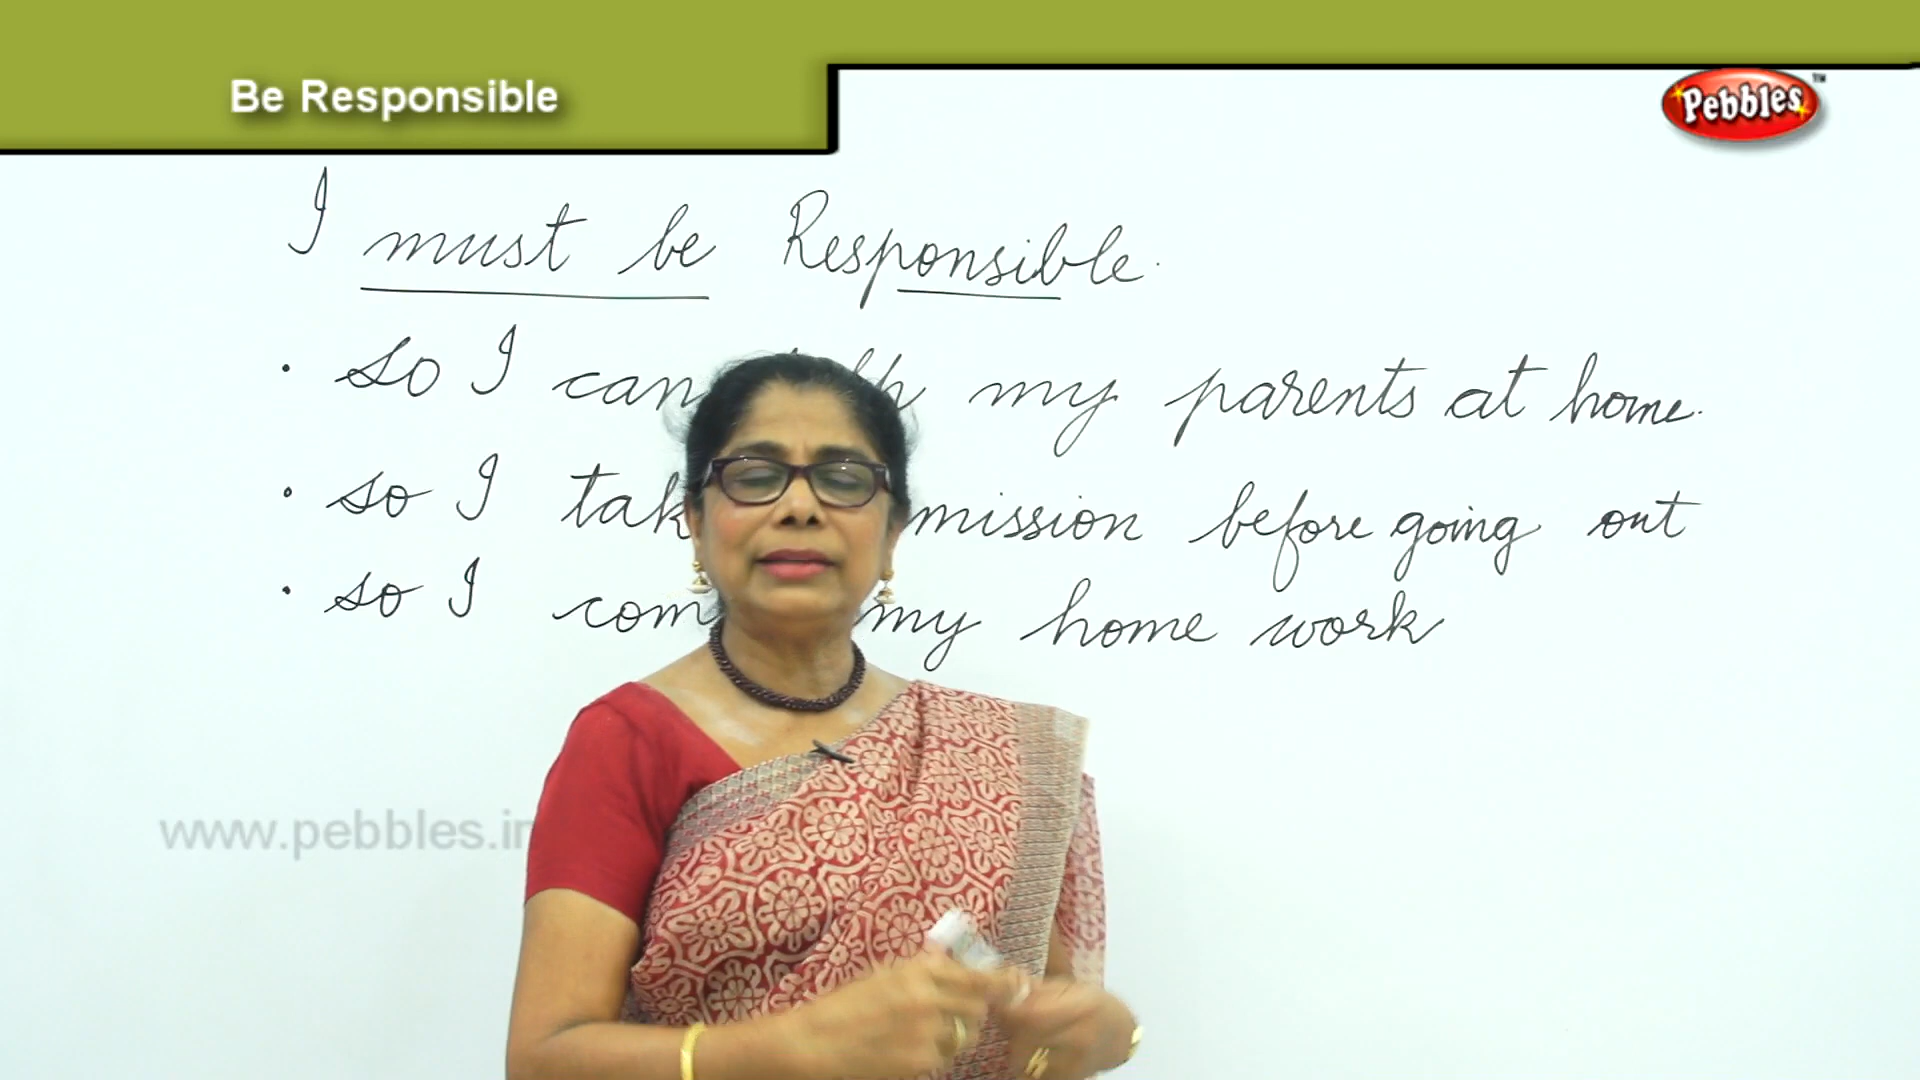 Be Responsible
Pebbles TM
I must be Responsible.
• so I can my parents at home.
• so I before going out
• so I my home work
www.pebbles.in